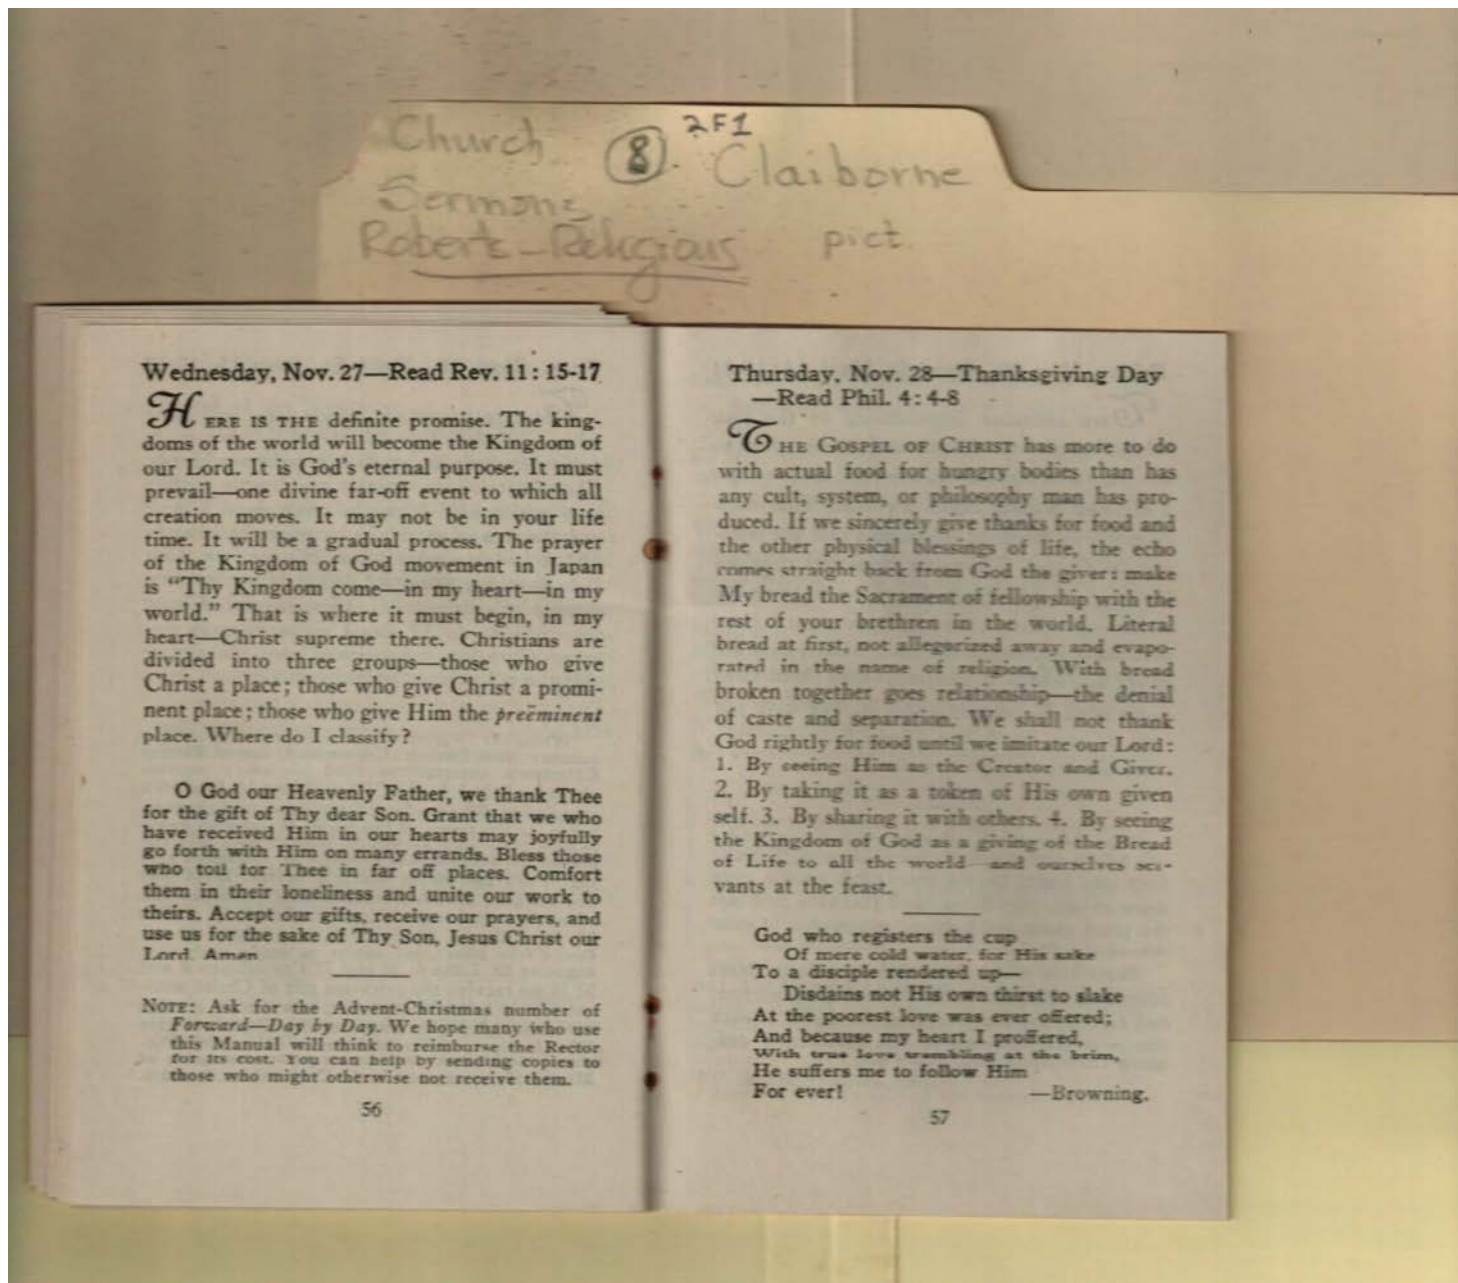 Church 8. 2F1 Claiborne
Sermons
Roberts-Religious pict.
Wednesday, Nov. 27—Read Rev. 11: 15-17
HERE IS THE definite promise. The king-
doms of the world will become the Kingdom of
our Lord. It is God's eternal purpose. It must
prevail—one divine far-off event to which all
creation moves. It may not be in your life
time. It will be a gradual process. The prayer
of the Kingdom of God movement in Japan
is "Thy Kingdom come—in my heart—in my
world." That is where it must begin, in my
heart—Christ supreme there. Christians are
divided into three groups—those who give
Christ a place; those who give Christ a promi-
nent place; those who give Him the preëminent
place. Where do I classify?
O God our Heavenly Father, we thank Thee
for the gift of Thy dear Son. Grant that we who
have received Him in our hearts may joyfully
go forth with Him on many errands. Bless those
who toil for Thee in far off places. Comfort
them in their loneliness and unite our work to
theirs. Accept our gifts, receive our prayers, and
use us for the sake of Thy Son, Jesus Christ our
Lord. Amen
NOTE: Ask for the Advent-Christmas number of
Forward—Day by Day. We hope many who use
this Manual will think to reimburse the Rector
for its cost. You can help by sending copies to
those who might otherwise not receive them.
56
Thursday, Nov. 28—Thanksgiving Day
—Read Phil. 4: 4-8
THE GOSPEL OF CHRIST has more to do
with actual food for hungry bodies than has
any cult, system, or philosophy man has pro-
duced. If we sincerely give thanks for food and
the other physical blessings of life, the echo
comes straight back from God the giver: make
My bread the Sacrament of fellowship with the
rest of your brethren in the world. Literal
bread at first, not allegorized away and evapo-
rated in the name of religion. With bread
broken together goes relationship—the denial
of caste and separation. We shall not thank
God rightly for food until we imitate our Lord:
1. By seeing Him as the Creator and Giver.
2. By taking it as a token of His own given
self. 3. By sharing it with others. 4. By seeing
the Kingdom of God as a giving of the Bread
of Life to all the world—and ourselves ser-
vants at the feast.
God who registers the cup
Of mere cold water, for His sake
To a disciple rendered up—
Disdains not His own thirst to slake
At the poorest love was ever offered;
And because my heart I proffered,
With true love trembling at the brim,
He suffers me to follow Him
For ever! —Browning.
57